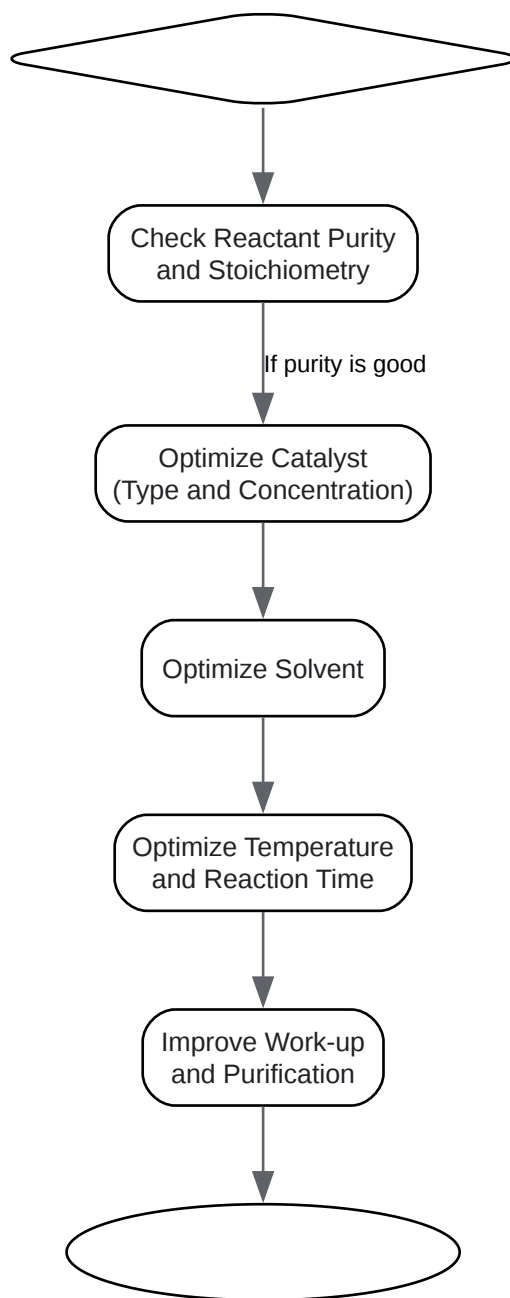 Check Reactant Purity
and Stoichiometry
If purity is good
Optimize Catalyst
(Type and Concentration)
Optimize Solvent
Optimize Temperature
and Reaction Time
Improve Work-up
and Purification